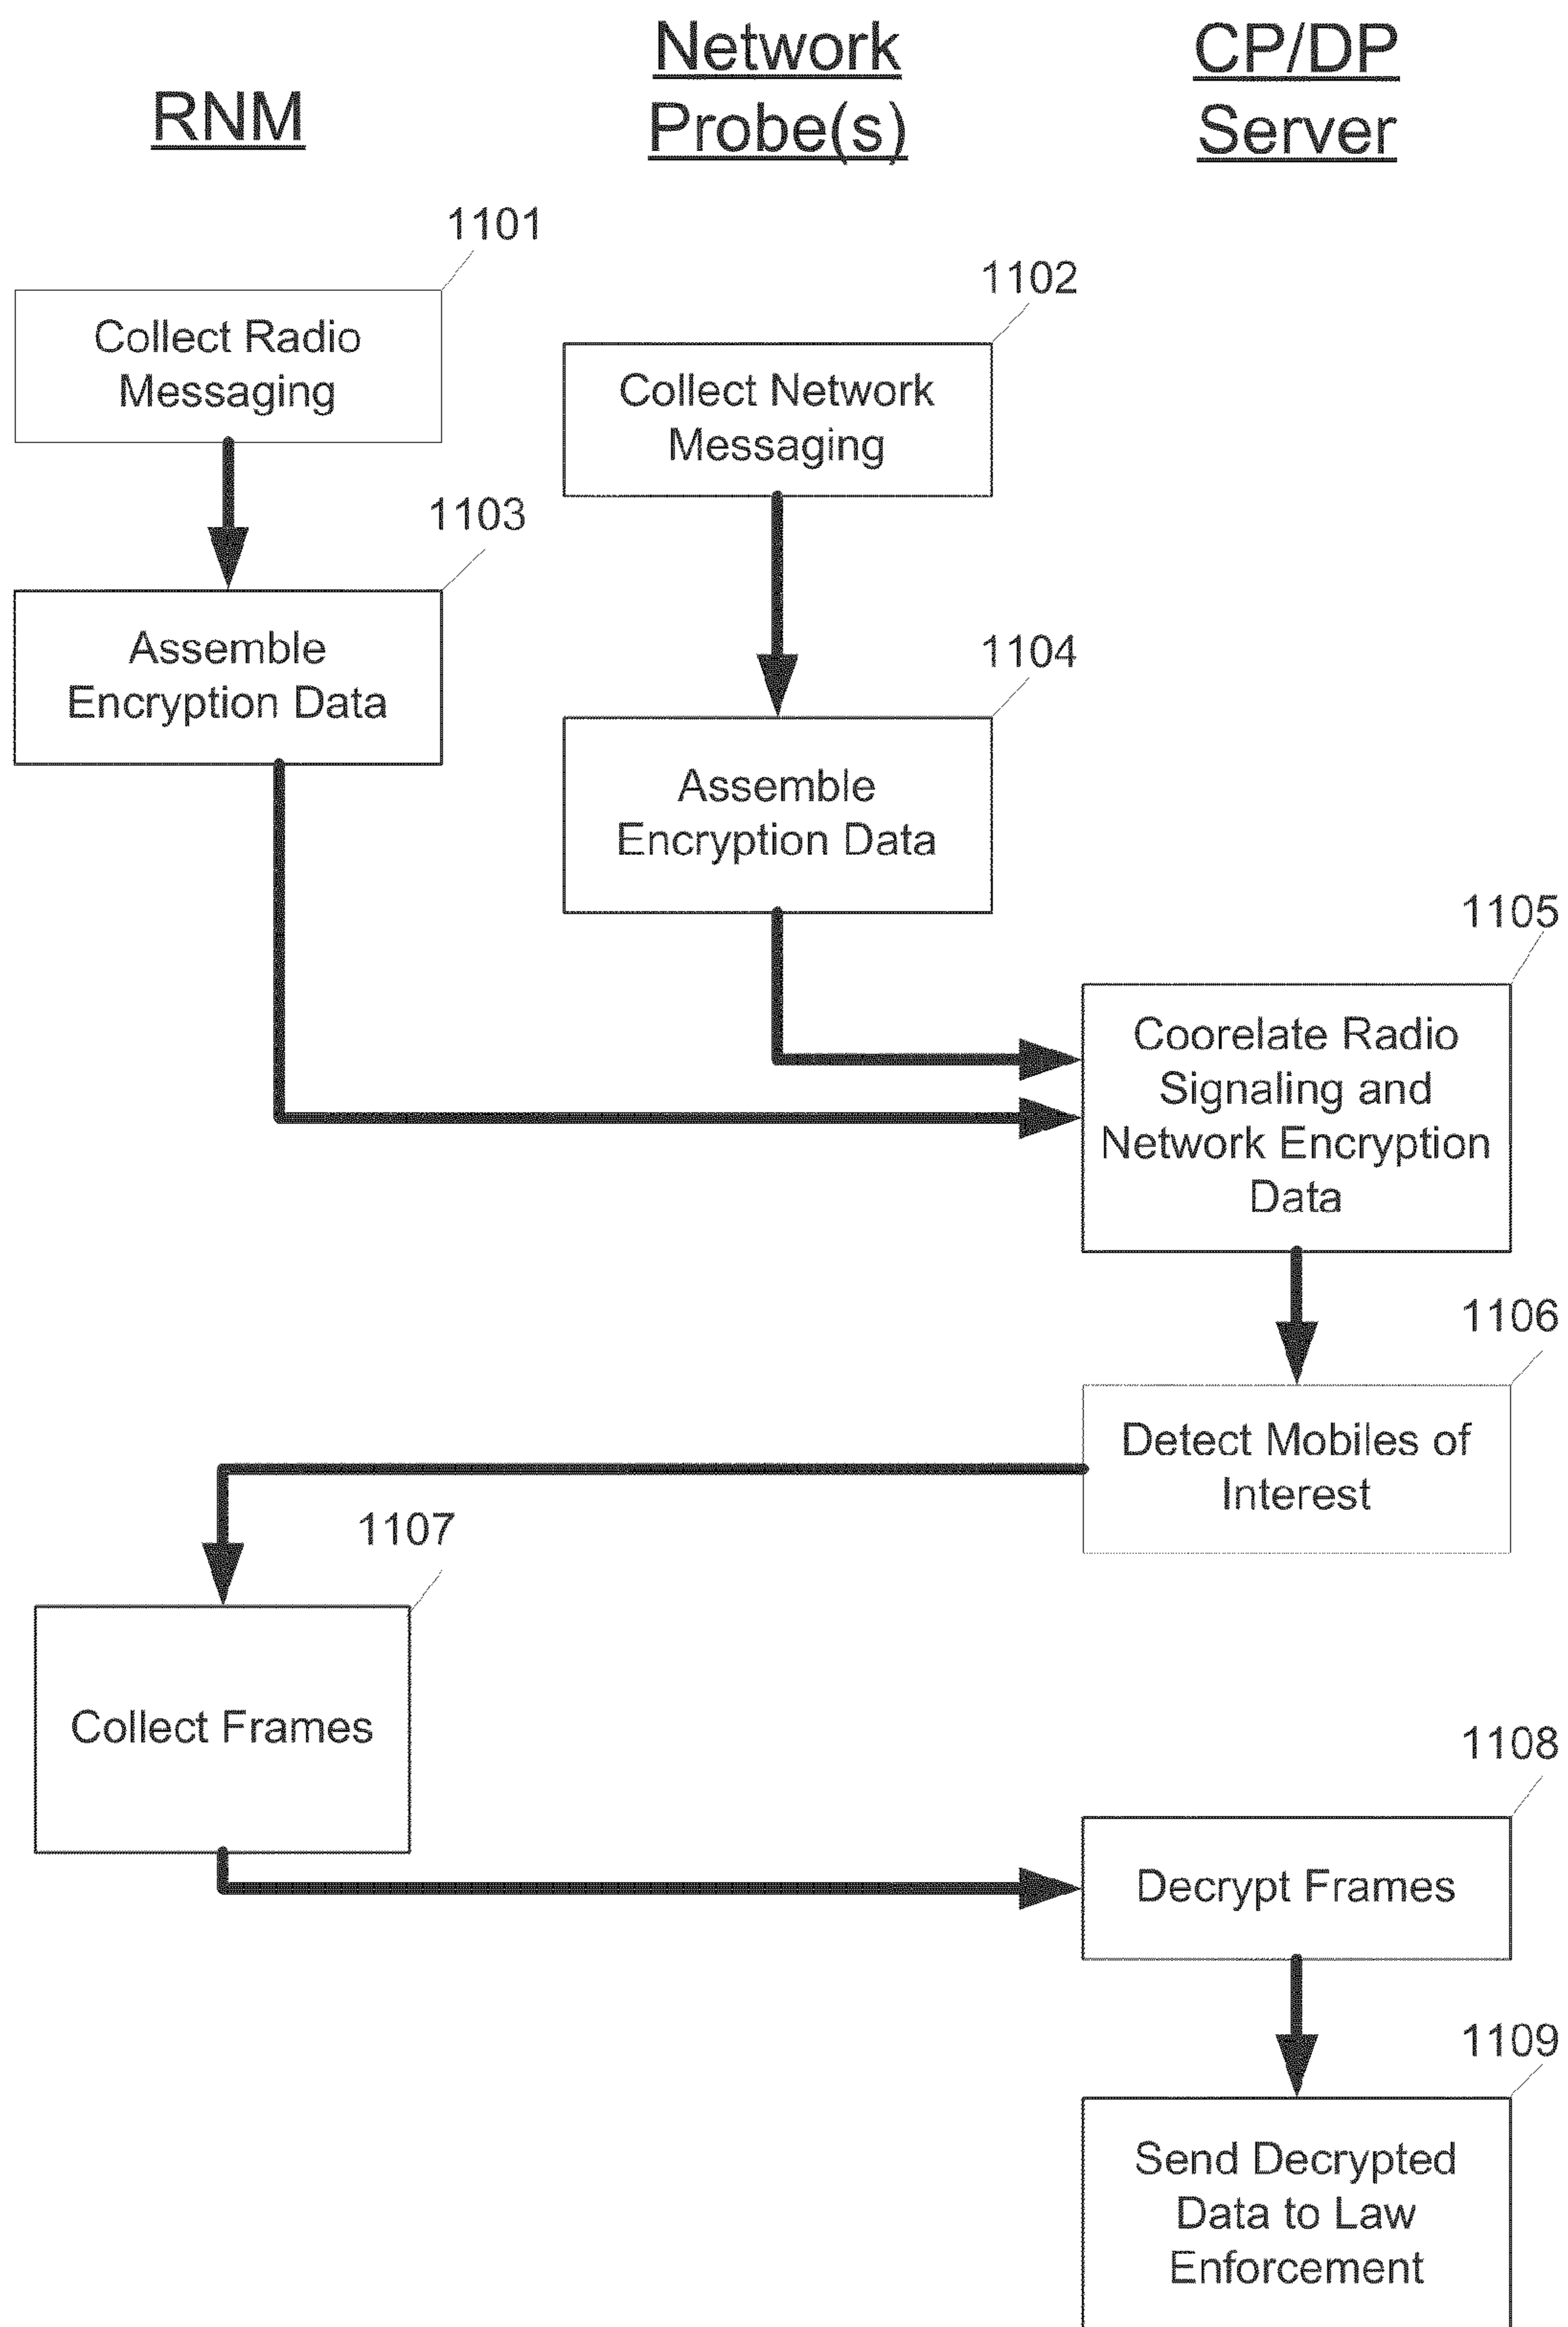 RNM
Network
Probe(s)
CP/DP
Server
1101
Collect Radio
Messaging
1102
Collect Network
Messaging
1103
Assemble
Encryption Data
1104
Assemble
Encryption Data
1105
Coorelate Radio
Signaling and
Network Encryption
Data
1106
Detect Mobiles of
Interest
1107
Collect Frames
1108
Decrypt Frames
1109
Send Decrypted
Data to Law
Enforcement